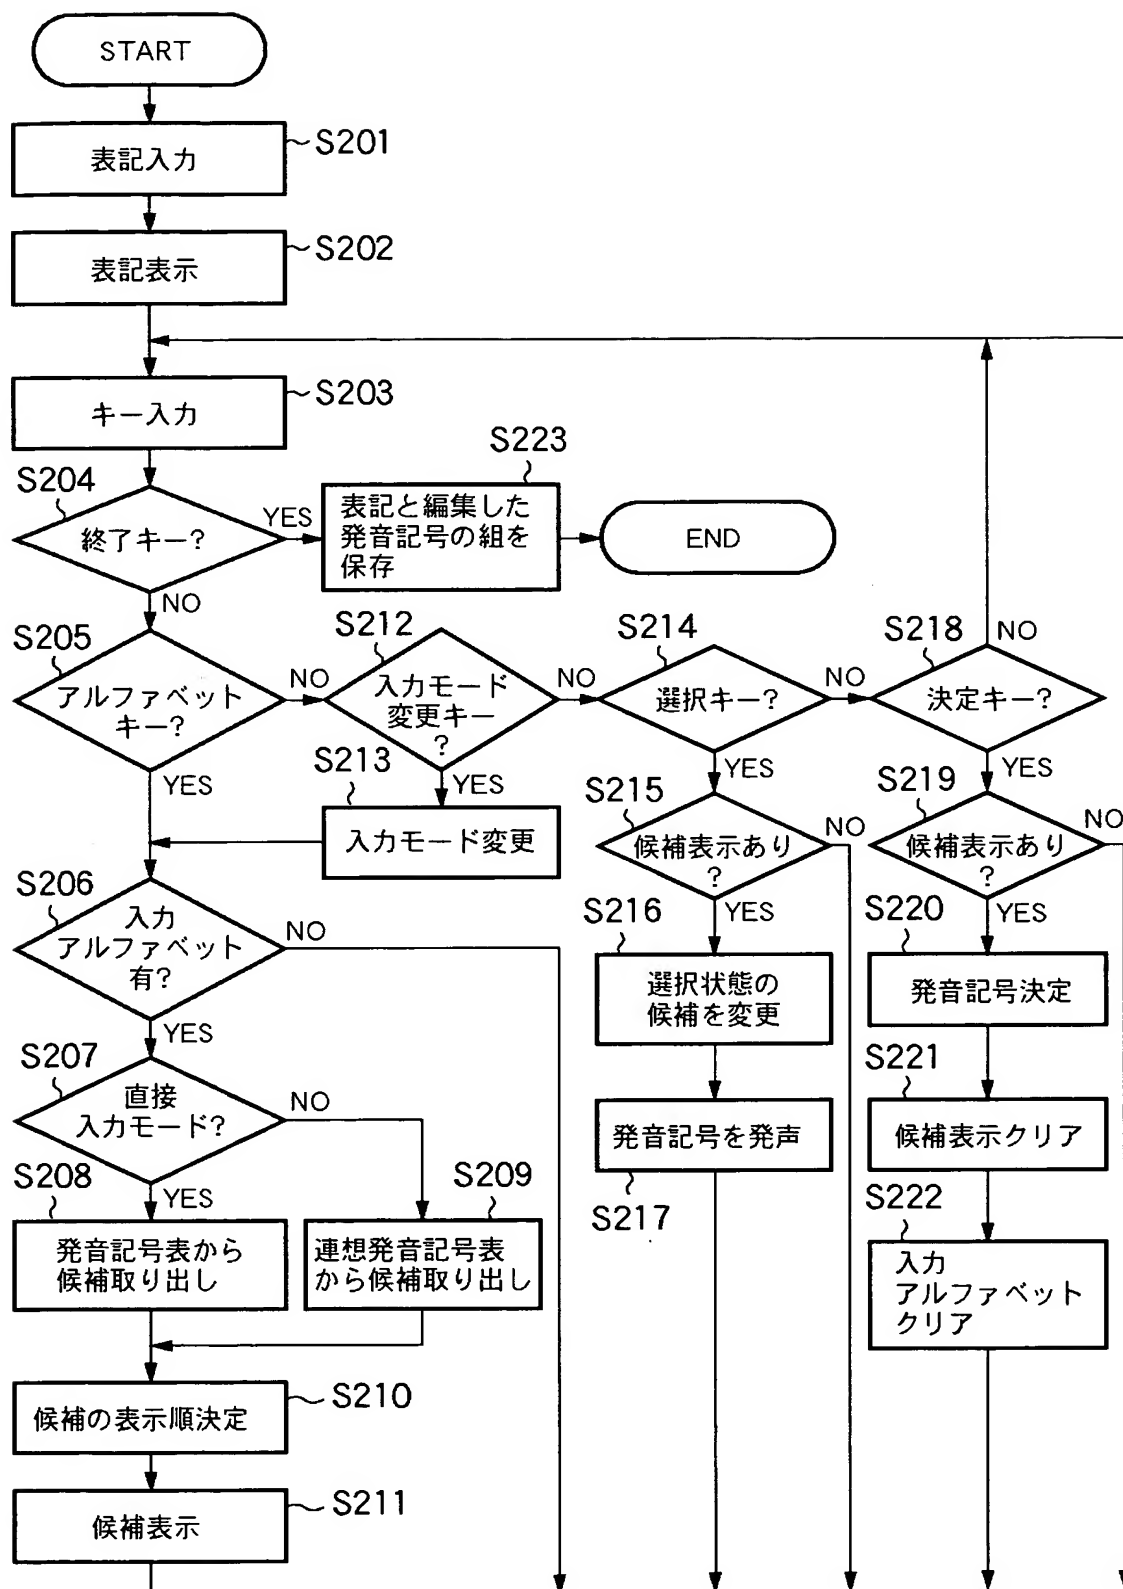 START
S201
表記入力
S202
表記表示
S203
キー入力
S204
終了キー?
YES
NO
S223
表記と編集した
発音記号の組を
保存
END
S205
アルファベット
キー?
NO
YES
S212
入力モード
変更キー
?
NO
YES
S213
入力モード変更
S214
選択キー?
NO
YES
S218
決定キー?
NO
YES
S215
候補表示あり
?
NO
YES
S219
候補表示あり
?
NO
YES
S206
入力
アルファベット
有?
NO
YES
S216
選択状態の
候補を変更
S220
発音記号決定
S207
直接
入力モード?
NO
YES
S217
発音記号を発声
S221
候補表示クリア
S208
発音記号表から
候補取り出し
S209
連想発音記号表
から候補取り出し
S222
入力
アルファベット
クリア
S210
候補の表示順決定
S211
候補表示